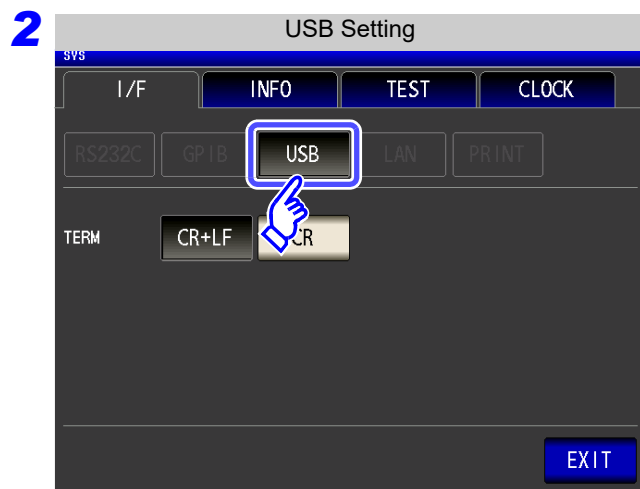 2
USB Setting
SYS
I/F INFO TEST CLOCK
RS232C GPIB USB LAN PRINT
TERM CR+LF CR
EXIT